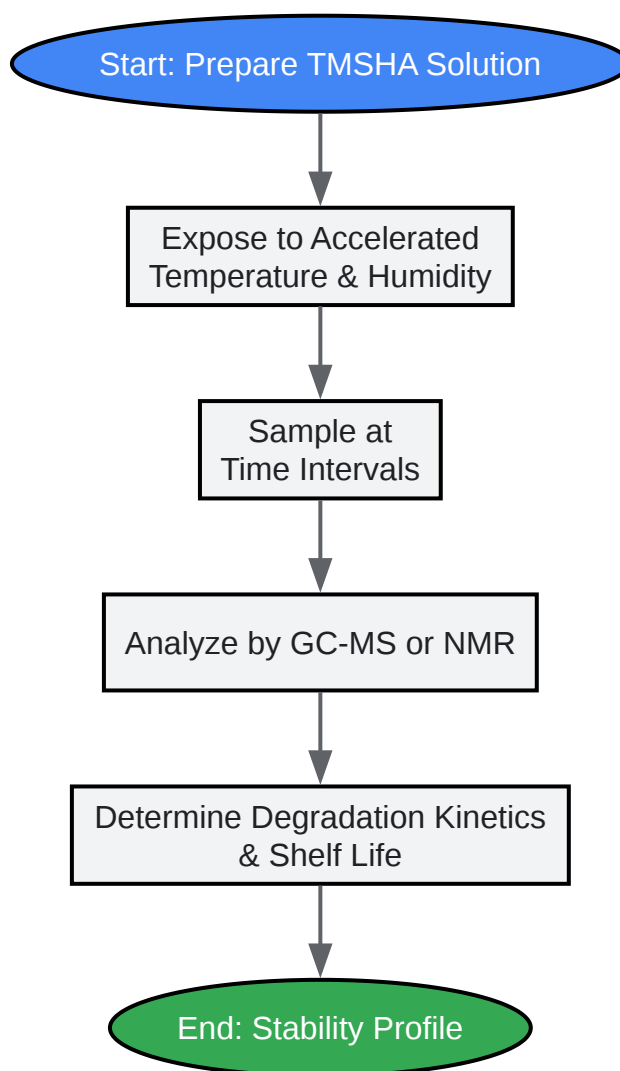 Start: Prepare TMSHA Solution
Expose to Accelerated
Temperature & Humidity
Sample at
Time Intervals
Analyze by GC-MS or NMR
Determine Degradation Kinetics
& Shelf Life
End: Stability Profile